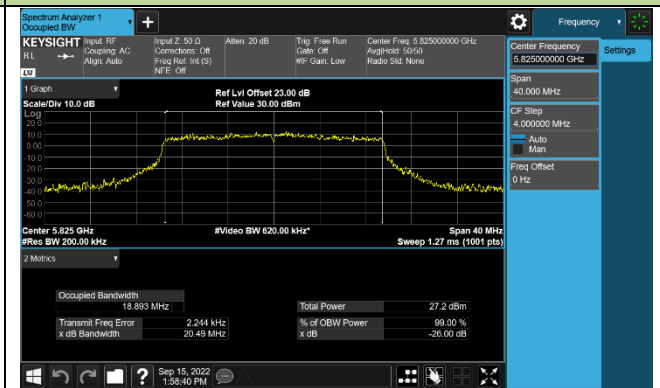 Spectrum Analyzer 1
Occupied BW
+
Frequency
KEYSIGHT
RL
LXI
Input: RF
Coupling: AC
Align: Auto
Input Z: 50 Ω
Corrections: Off
Freq Ref: Int (S)
NFE: Off
Atten: 20 dB
Trig: Free Run
Gate: Off
#IF Gain: Low
Center Freq: 5.825000000 GHz
Avg|Hold: 50/50
Radio Std: None
Center Frequency
5.825000000 GHz
Settings
Span
40.000 MHz
CF Step
4.000000 MHz
Auto
Man
Freq Offset
0 Hz
1 Graph
Scale/Div 10.0 dB
Ref Lvl Offset 23.00 dB
Ref Value 30.00 dBm
Log
20.0
10.0
0.00
-10.0
-20.0
-30.0
-40.0
-50.0
-60.0
Center 5.825 GHz
#Video BW 620.00 kHz*
Span 40 MHz
#Res BW 200.00 kHz
Sweep 1.27 ms (1001 pts)
2 Metrics
Occupied Bandwidth
18.893 MHz
Total Power 27.2 dBm
Transmit Freq Error 2.244 kHz
% of OBW Power 99.00 %
x dB Bandwidth 20.49 MHz
x dB -26.00 dB
?
Sep 15, 2022
1:58:40 PM